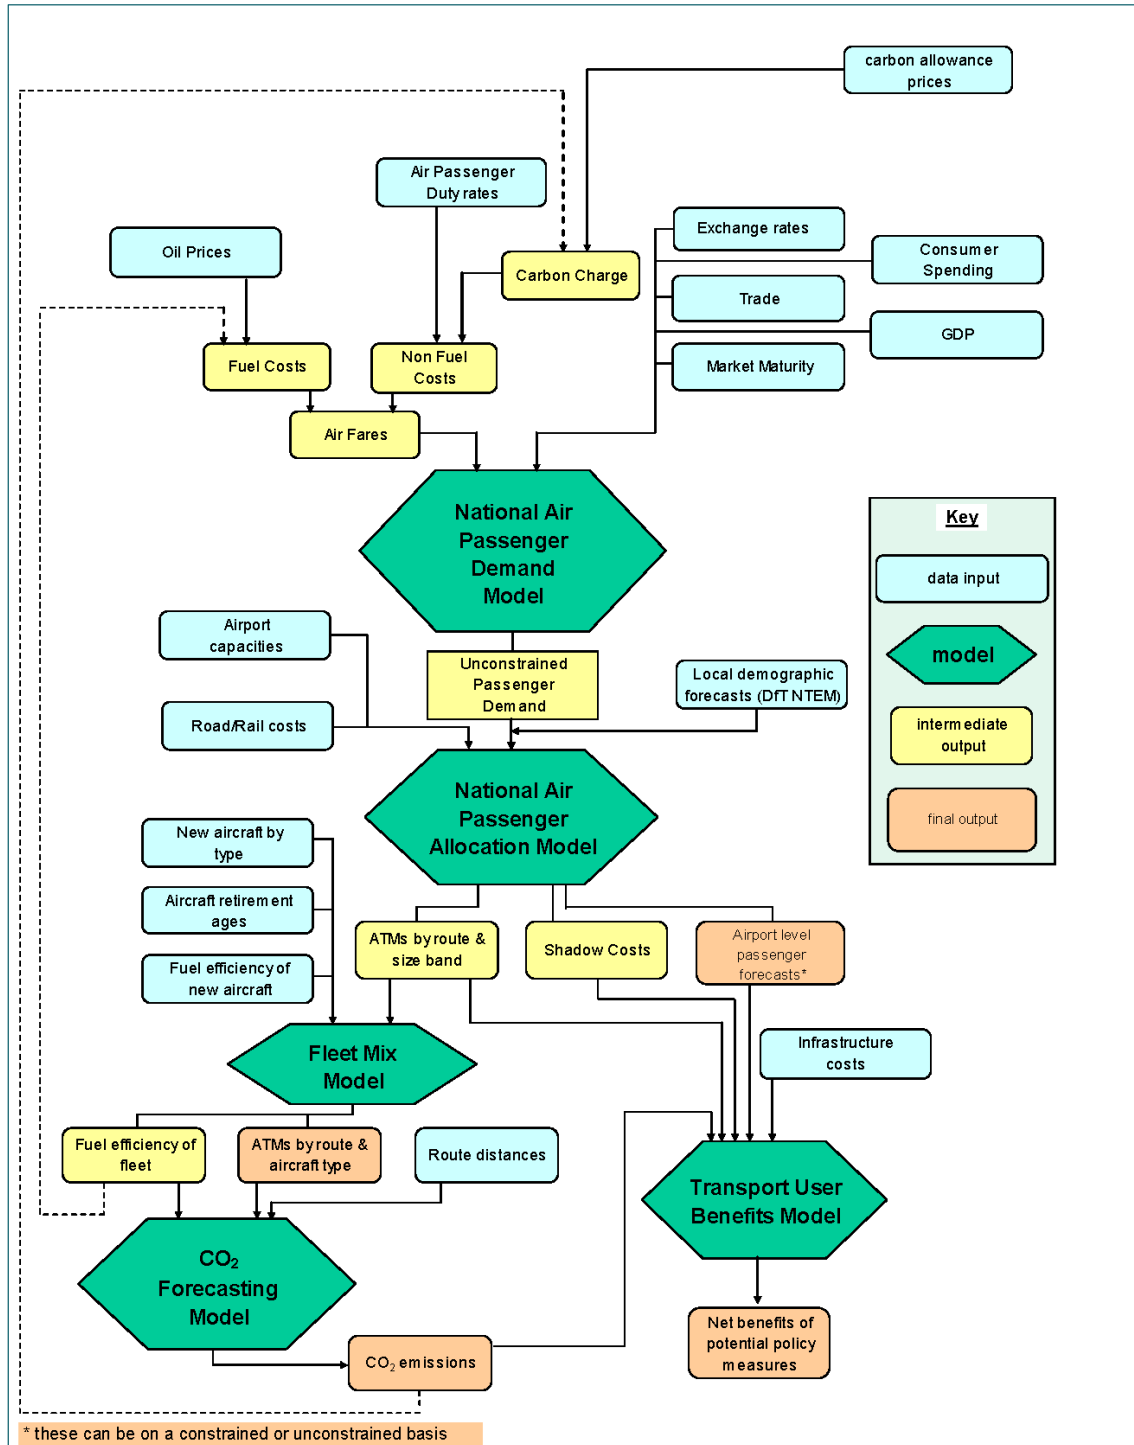 carbon allowance
prices
Air Passenger
Duty rates
Oil Prices
Exchange rates
Consumer
Spending
Carbon Charge
Trade
GDP
Fuel Costs
Non Fuel
Costs
Market Maturity
Air Fares
National Air
Passenger
Demand
Model
Key
data input
model
intermediate
output
final output
Airport
capacities
Unconstrained
Passenger
Demand
Local demographic
forecasts (DfT NTEM)
Road/Rail costs
National Air
Passenger
Allocation Model
New aircraft by
type
Aircraft retirement
ages
Fuel efficiency of
new aircraft
ATMs by route &
size band
Shadow Costs
Airport level
passenger
forecasts*
Infrastructure
costs
Fleet Mix
Model
Fuel efficiency of
fleet
ATMs by route &
aircraft type
Route distances
Transport User
Benefits Model
CO₂
Forecasting
Model
Net benefits of
potential policy
measures
CO₂ emissions
* these can be on a constrained or unconstrained basis